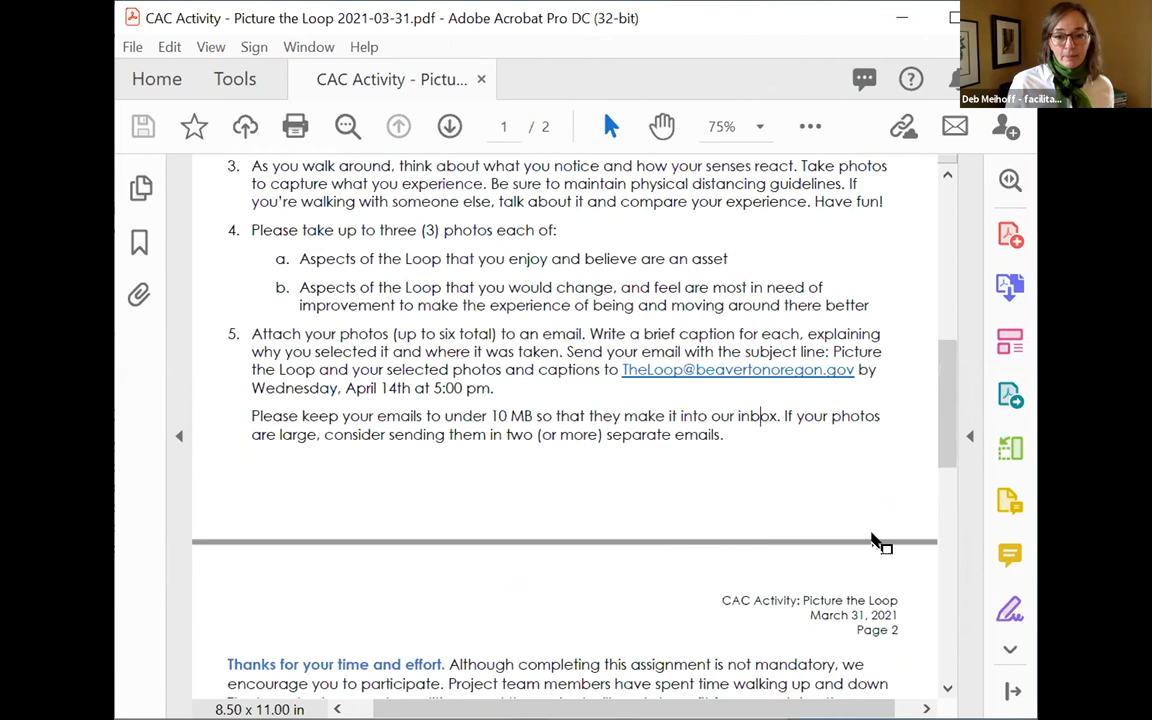 CAC Activity - Picture the Loop 2021-03-31.pdf - Adobe Acrobat Pro DC (32-bit)
File Edit View Sign Window Help
Home Tools CAC Activity - Pictu... ×
1 / 2 75%
Deb Meihoff - facilita...
3. As you walk around, think about what you notice and how your senses react. Take photos
to capture what you experience. Be sure to maintain physical distancing guidelines. If
you're walking with someone else, talk about it and compare your experience. Have fun!
4. Please take up to three (3) photos each of:
a. Aspects of the Loop that you enjoy and believe are an asset
b. Aspects of the Loop that you would change, and feel are most in need of
improvement to make the experience of being and moving around there better
5. Attach your photos (up to six total) to an email. Write a brief caption for each, explaining
why you selected it and where it was taken. Send your email with the subject line: Picture
the Loop and your selected photos and captions to TheLoop@beavertonoregon.gov by
Wednesday, April 14th at 5:00 pm.
Please keep your emails to under 10 MB so that they make it into our inbox. If your photos
are large, consider sending them in two (or more) separate emails.
CAC Activity: Picture the Loop
March 31, 2021
Page 2
Thanks for your time and effort. Although completing this assignment is not mandatory, we
encourage you to participate. Project team members have spent time walking up and down
8.50 x 11.00 in